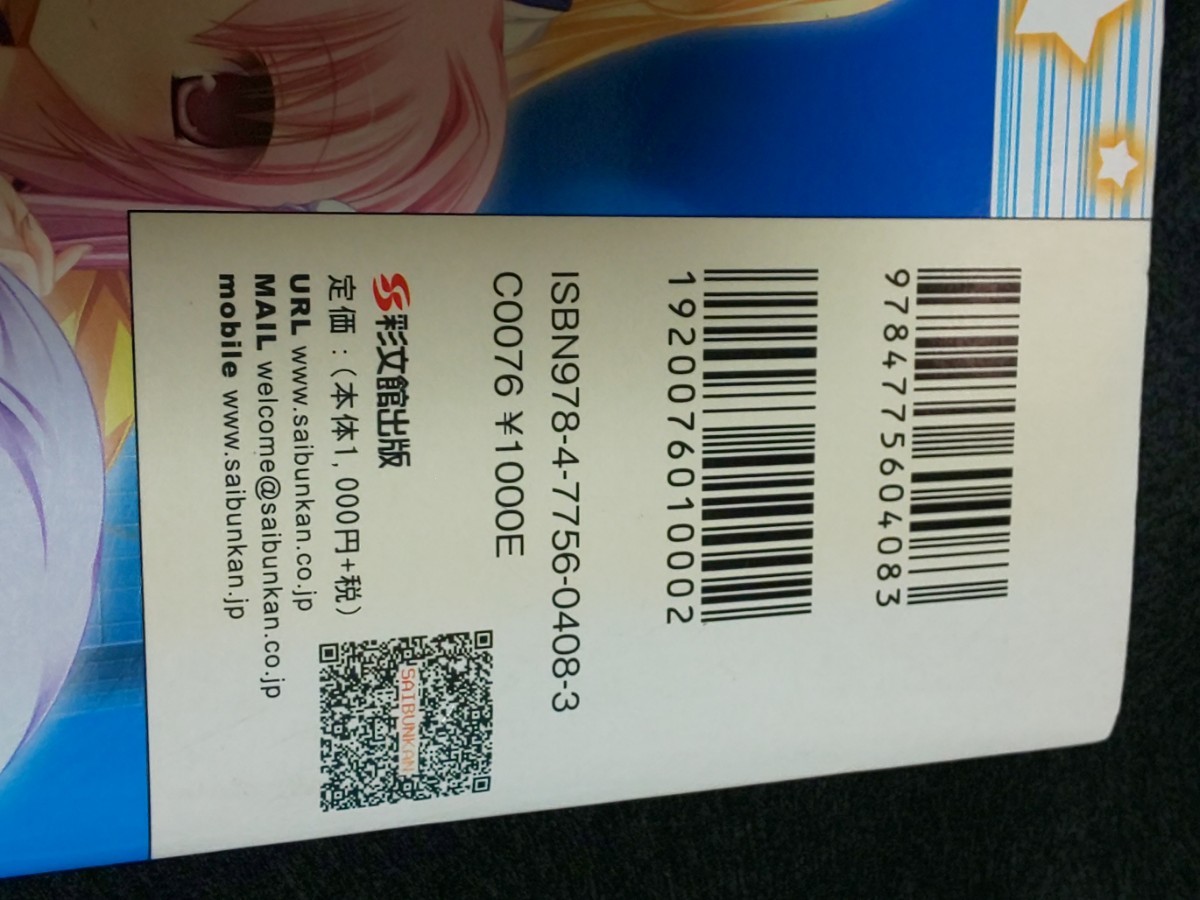 9784775604083
1920076010002
ISBN978-4-7756-0408-3
C0076 ¥1000E
彩文館出版
定価：（本体1,000円+税）
URL www.saibunkan.co.jp
MAIL welcome@saibunkan.co.jp
mobile www.saibunkan.jp
SAIBUNKAN